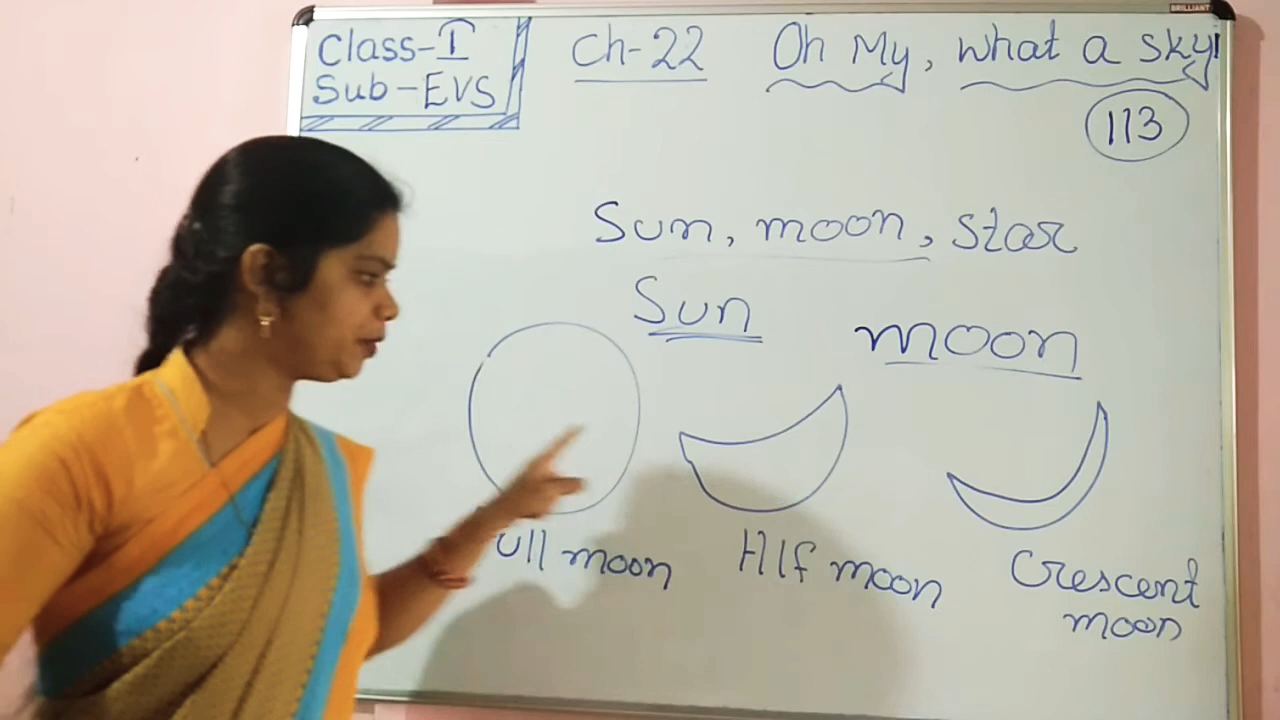 BRILLIANT
Class-I
Sub-EVS
Ch-22 Oh My, what a sky!
113
Sun, moon, star
Sun
moon
ull moon
Hlf moon
Crescent
moon